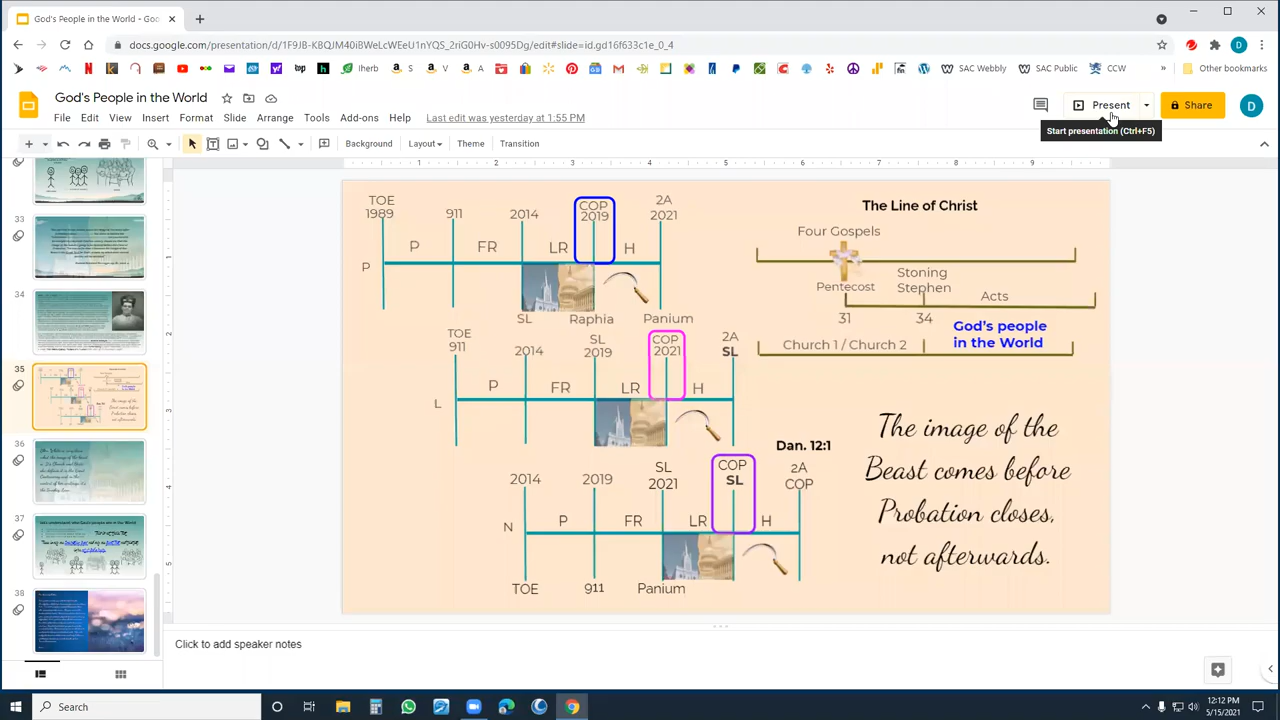 God's People in the World - Goo
docs.google.com/presentation/d/1F9JB-KBQJM40iBWeLcWEeU1nYQS_2riG0Hv-s0095Dg/edit#slide=id.gd16f633c1e_0_4
Iherb
S
V
A
S
H
SAC Webbly
SAC Public
CCW
Other bookmarks
God's People in the World
File Edit View Insert Format Slide Arrange Tools Add-ons Help Last edit was yesterday at 1:55 PM
Present
Share
D
Start presentation (Ctrl+F5)
Background Layout Theme Transition
33
34
35
36
37
38
TOE
1989
911
2014
COP
2019
2A
2021
P FR LR H
P
SL Raphia Panium
TOE
911
2014
SL
2019
COP
2021
2A
SL
P FR LR H
L
Dan. 12:1
2014
2019
SL
2021
COP
SL
2A
COP
N P FR LR H
TOE 911 Panium
The Line of Christ
Four Gospels
Pentecost
Stoning
Stephen
Acts
31 34
God's people
in the World
Church 1 / Church 2
The image of the
Beast comes before
Probation closes,
not afterwards.
Click to add speaker notes
Search
12:12 PM
5/15/2021